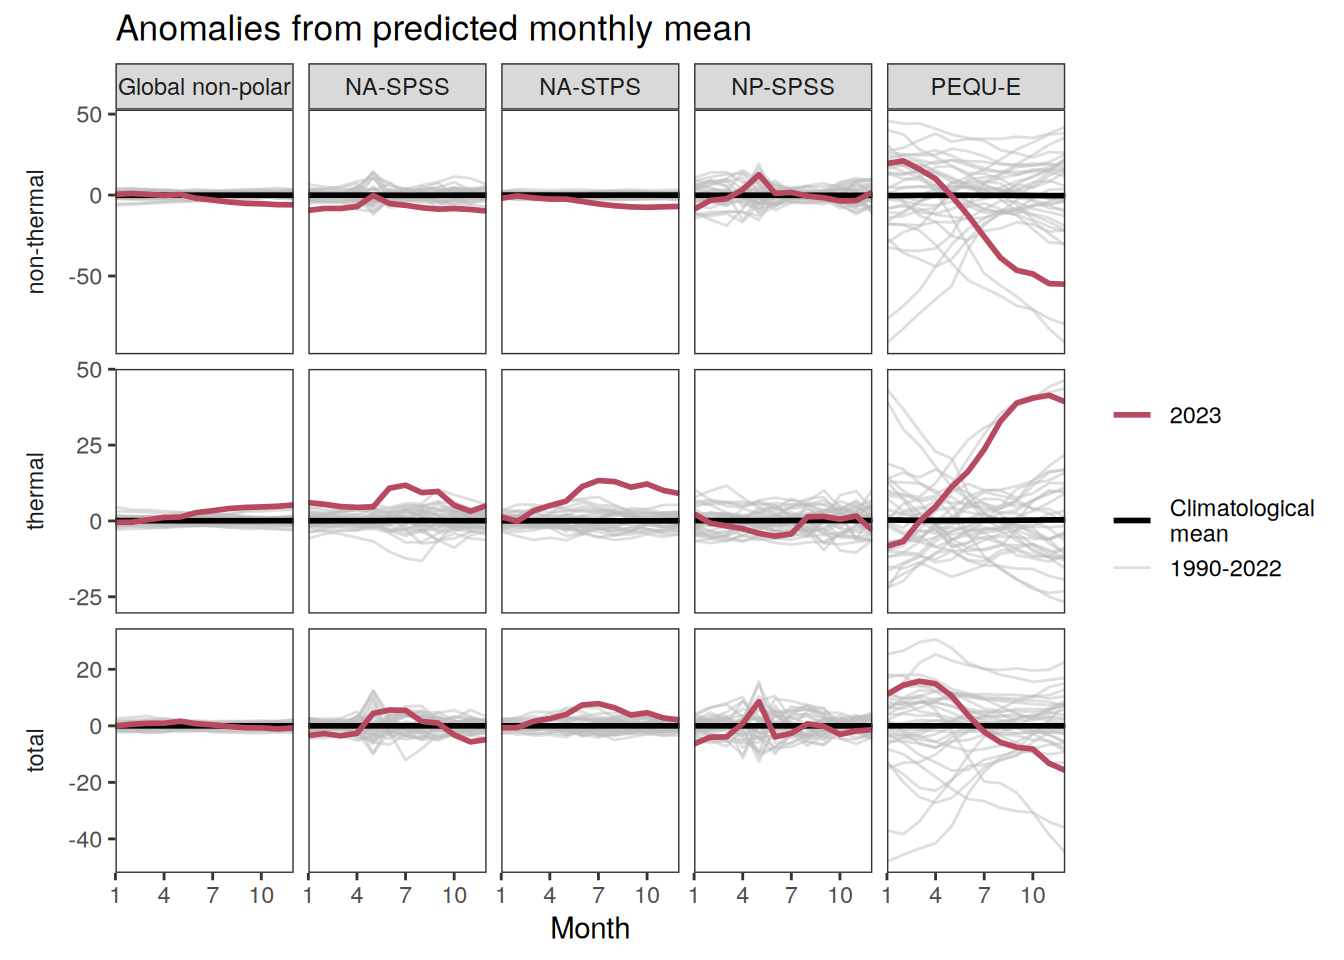 Anomalies from predicted monthly mean
Global non-polar NA-SPSS NA-STPS NP-SPSS PEQU-E
non-thermal
50
0
-50
thermal
50
25
0
-25
total
20
0
-20
-40
1 4 7 10 1 4 7 10 1 4 7 10 1 4 7 10 1 4 7 10
Month
2023
Climatological
mean
1990-2022